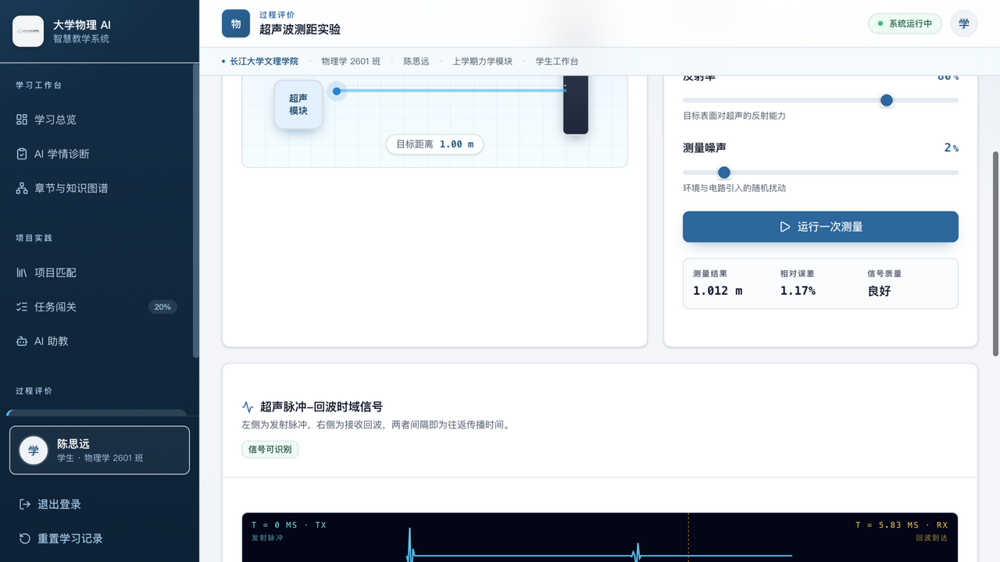 大学物理 AI
智慧教学系统
学习工作台
学习总览
AI 学情诊断
章节与知识图谱
项目实践
项目匹配
任务闯关
20%
AI 助教
过程评价
学
陈思远
学生 · 物理学 2601 班
退出登录
重置学习记录
物
过程评价
超声波测距实验
系统运行中
学
长江大学文理学院 · 物理学 2601 班 · 陈思远 · 上学期力学模块 · 学生工作台
超声
模块
目标距离 1.00 m
反射率 80%
目标表面对超声的反射能力
测量噪声 2%
环境与电路引入的随机扰动
运行一次测量
测量结果 相对误差 信号质量
1.012 m 1.17% 良好
超声脉冲–回波时域信号
左侧为发射脉冲，右侧为接收回波，两者间隔即为往返传播时间。
信号可识别
T = 0 MS · TX
发射脉冲
T = 5.83 MS · RX
回波到达